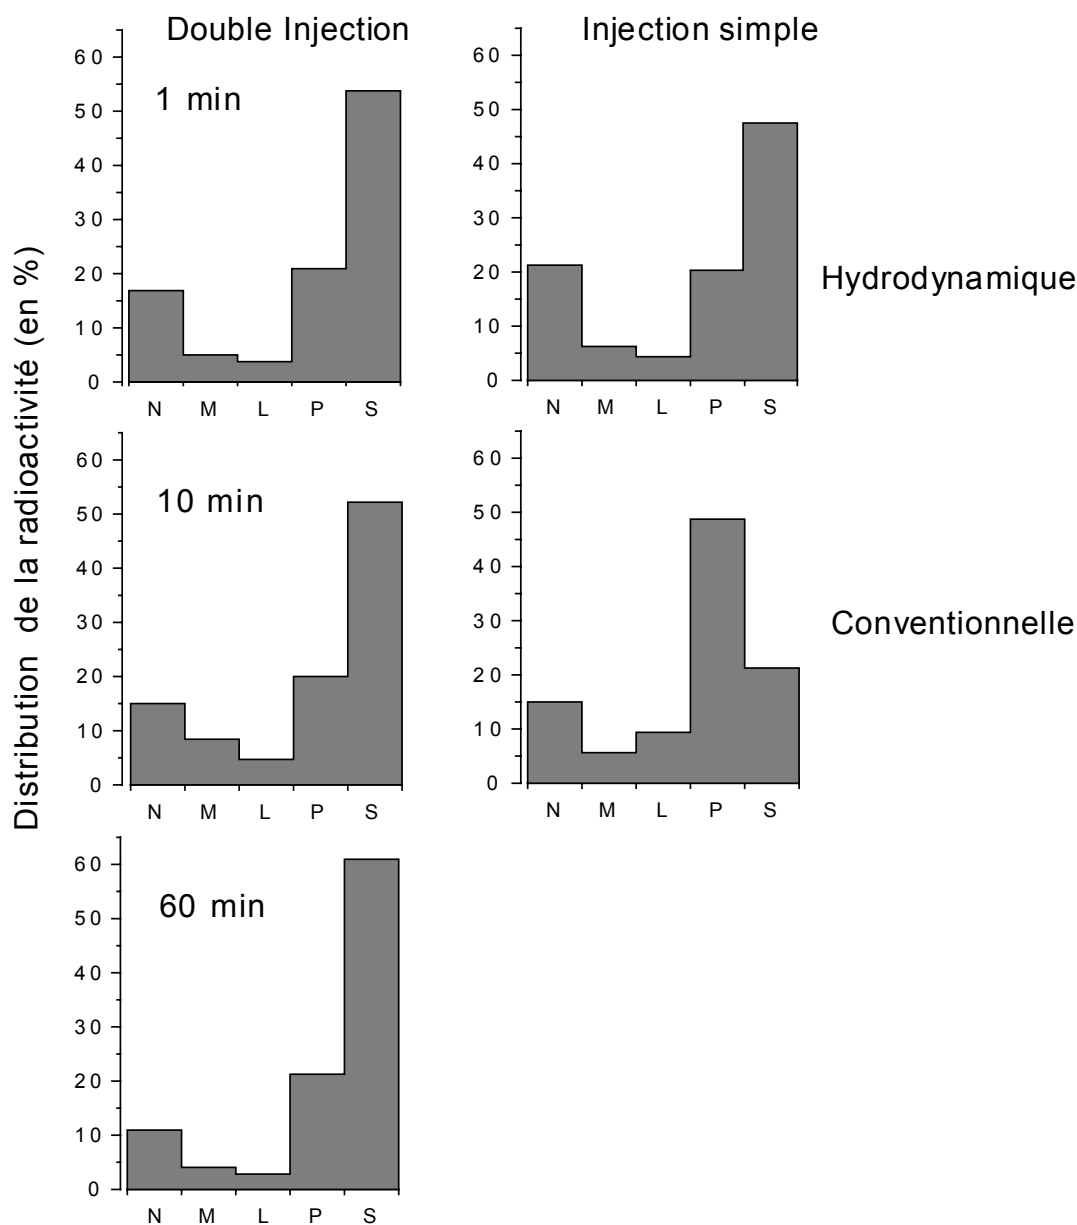 Double Injection
Injection simple
Distribution de la radioactivité (en %)
60
50
40
30
20
10
0
1 min
N M L P S
60
50
40
30
20
10
0
N M L P S
Hydrodynamique
60
50
40
30
20
10
0
10 min
N M L P S
60
50
40
30
20
10
0
N M L P S
Conventionnelle
60
50
40
30
20
10
0
60 min
N M L P S